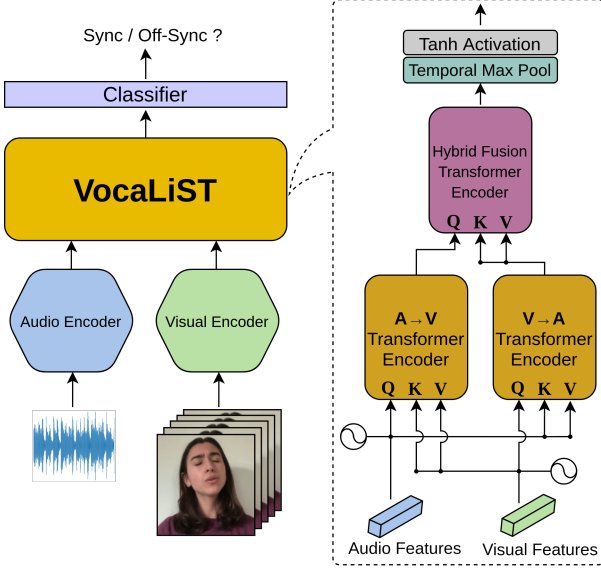 Sync / Off-Sync ?
Classifier
VocaLiST
Audio Encoder
Visual Encoder
Tanh Activation
Temporal Max Pool
Hybrid Fusion
Transformer
Encoder
Q K V
A→V
Transformer
Encoder
Q K V
V→A
Transformer
Encoder
Q K V
Audio Features
Visual Features